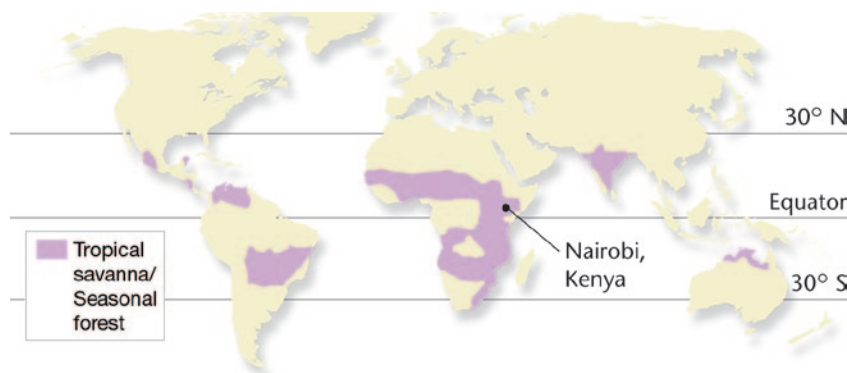 30° N
Equator
Nairobi,
Kenya
Tropical
savanna/
Seasonal
forest
30° S